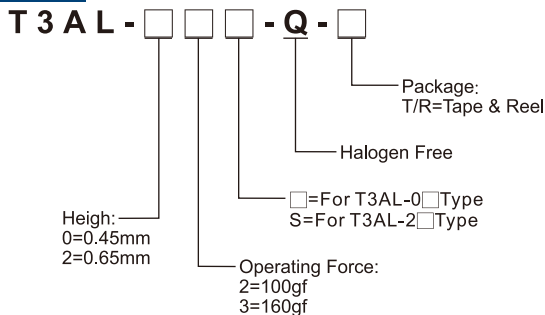 T3AL-□□□-Q-□
Package:
T/R=Tape & Reel
Halogen Free
□=For T3AL-0□Type
S=For T3AL-2□Type
Heigh:
0=0.45mm
2=0.65mm
Operating Force:
2=100gf
3=160gf